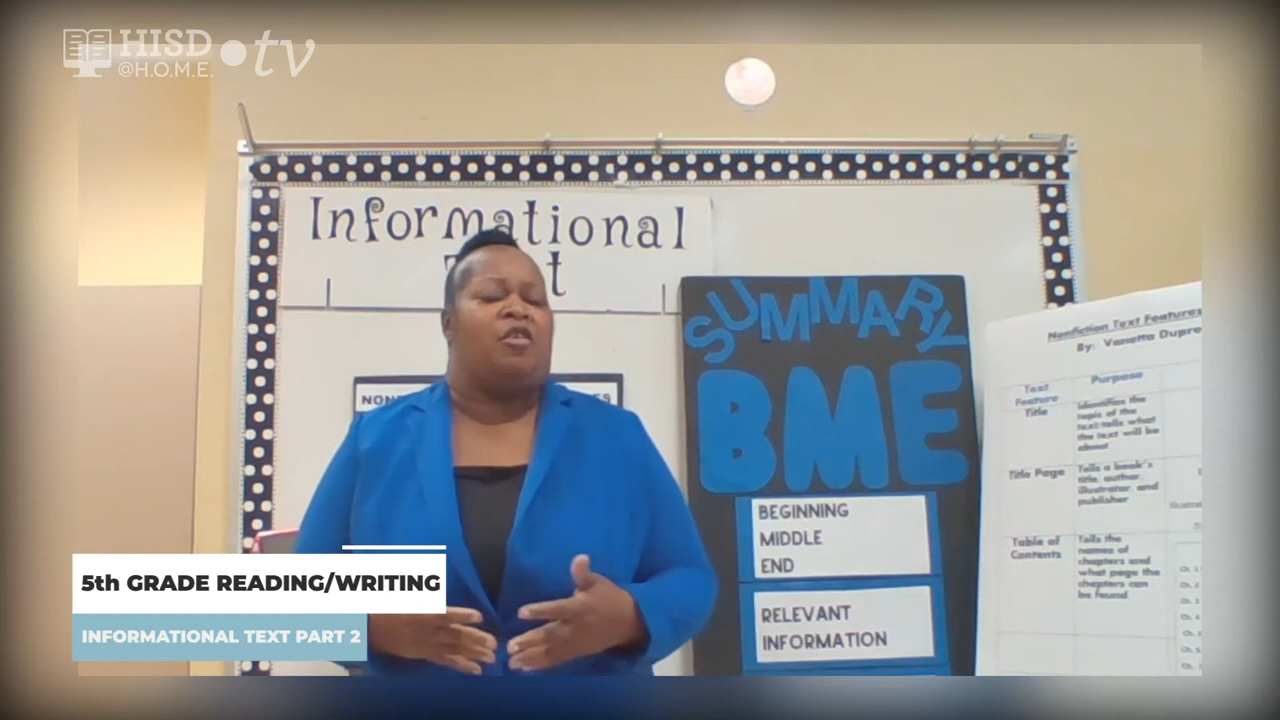 HISD
@H.O.M.E.
tv
Informational
SUMMARY
BME
BEGINNING
MIDDLE
END
RELEVANT
INFORMATION
Nonfiction Text Features
By: Vanetta Dupre
Text
Feature
Purpose
Title
Identifies the
topic of the
text; tells what
the text will be
about
Title Page
Tells a book's
title, author,
illustrator, and
publisher
Table of
Contents
Tells the
names of
chapters and
what page the
chapters can
be found
5th GRADE READING/WRITING
INFORMATIONAL TEXT PART 2